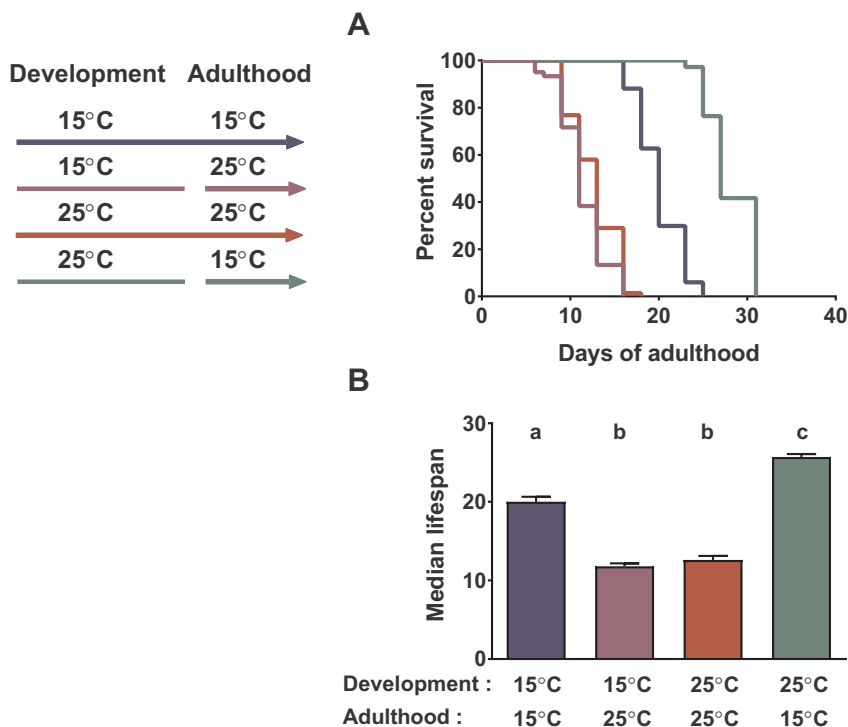 Development Adulthood
15°C 15°C
15°C 25°C
25°C 25°C
25°C 15°C
A
100
80
60
40
20
0
Percent survival
0 10 20 30 40
Days of adulthood
B
30
20
10
0
Median lifespan
a b b c
Development : 15°C 15°C 25°C 25°C
Adulthood : 15°C 25°C 25°C 15°C